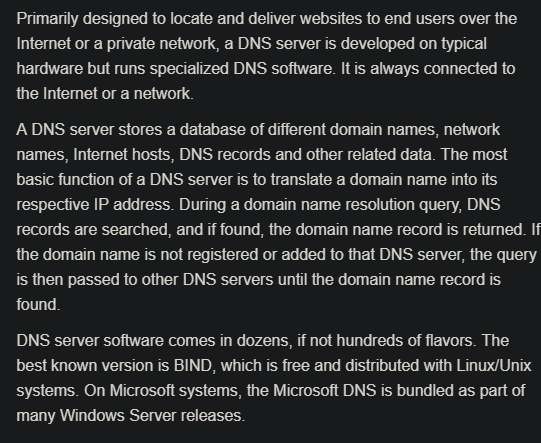 Primarily designed to locate and deliver websites to end users over the
Internet or a private network, a DNS server is developed on typical
hardware but runs specialized DNS software. It is always connected to
the Internet or a network.
A DNS server stores a database of different domain names, network
names, Internet hosts, DNS records and other related data. The most
basic function of a DNS server is to translate a domain name into its
respective IP address. During a domain name resolution query, DNS
records are searched, and if found, the domain name record is returned. If
the domain name is not registered or added to that DNS server, the query
is then passed to other DNS servers until the domain name record is
found.
DNS server software comes in dozens, if not hundreds of flavors. The
best known version is BIND, which is free and distributed with Linux/Unix
systems. On Microsoft systems, the Microsoft DNS is bundled as part of
many Windows Server releases.